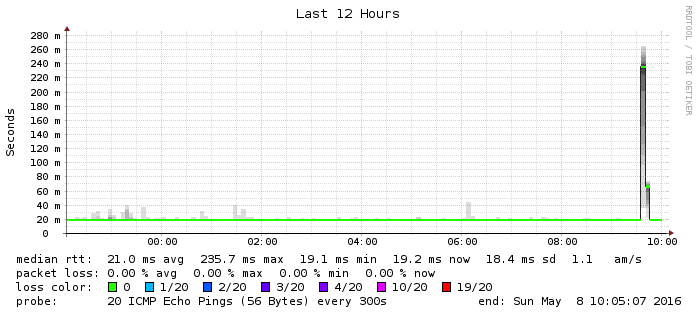 Last 12 Hours
RRDTOOL / TOBI OETIKER
Seconds
280 m
260 m
240 m
220 m
200 m
180 m
160 m
140 m
120 m
100 m
80 m
60 m
40 m
20 m
0
00:00 02:00 04:00 06:00 08:00 10:00
median rtt: 21.0 ms avg 235.7 ms max 19.1 ms min 19.2 ms now 18.4 ms sd 1.1 am/s
packet loss: 0.00 % avg 0.00 % max 0.00 % min 0.00 % now
loss color: 0 1/20 2/20 3/20 4/20 10/20 19/20
probe: 20 ICMP Echo Pings (56 Bytes) every 300s end: Sun May 8 10:05:07 2016